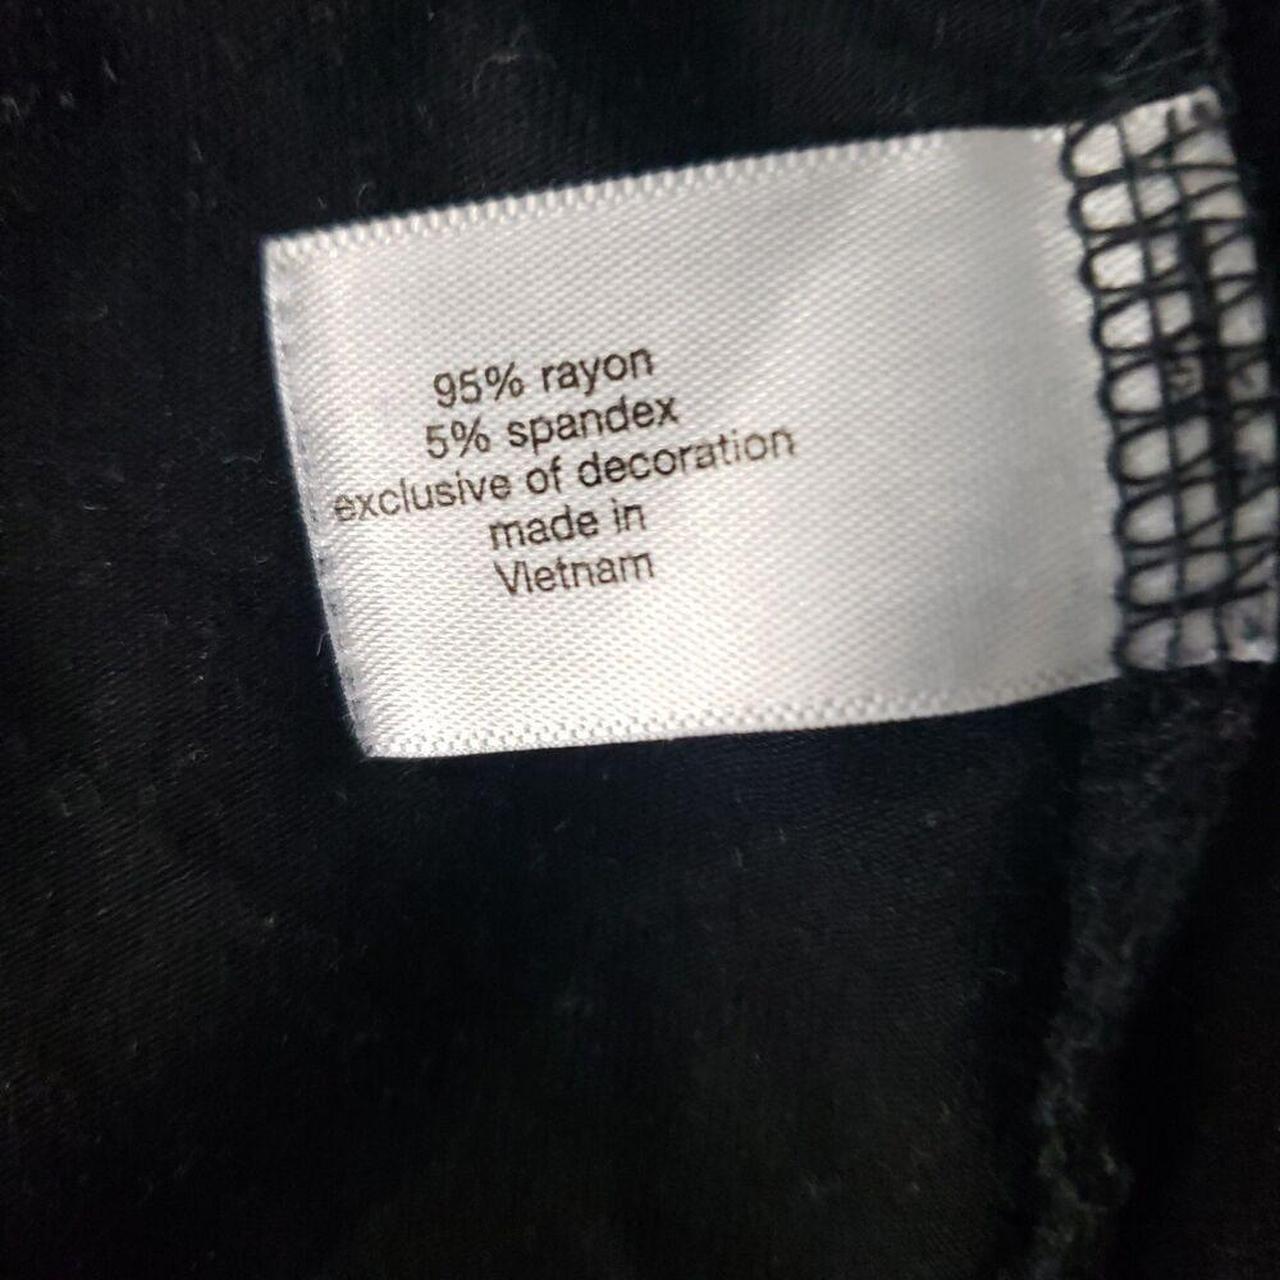 95% rayon
5% spandex
exclusive of decoration
made in
Vietnam